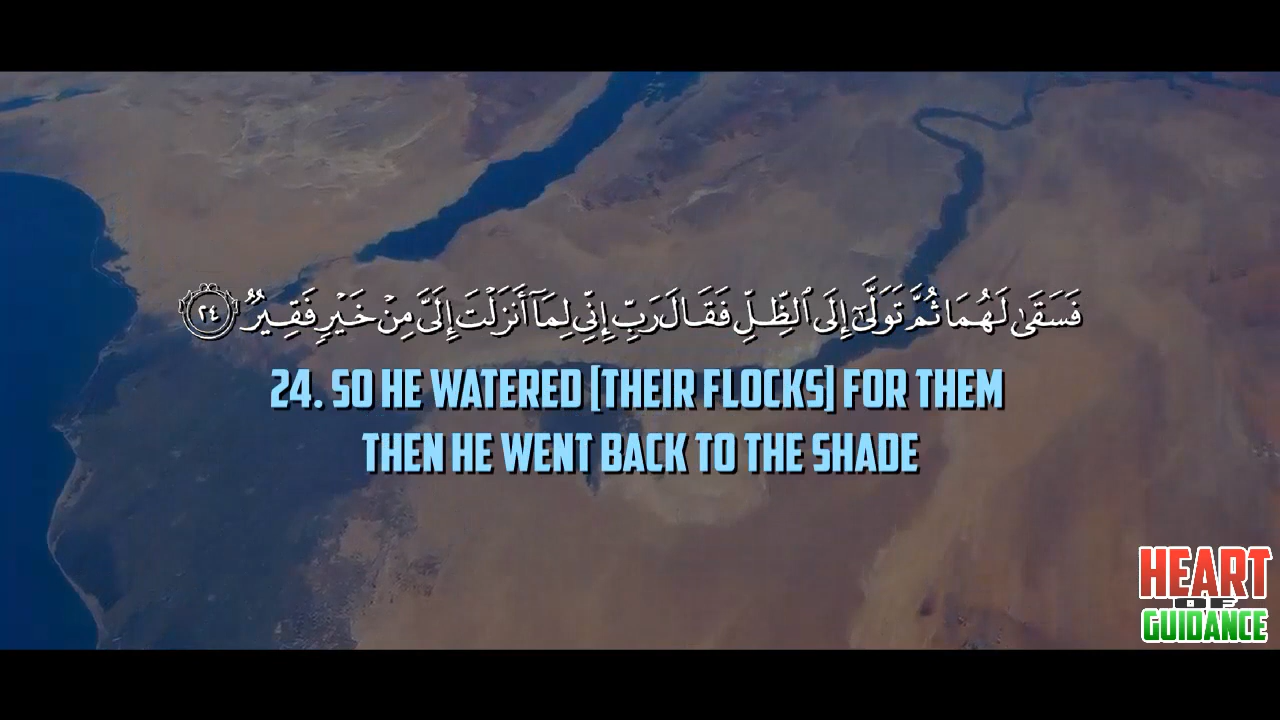 فَسَقَىٰ لَهُمَا ثُمَّ تَوَلَّىٰٓ إِلَى ٱلظِّلِّ فَقَالَ رَبِّ إِنِّى لِمَآ أَنزَلْتَ إِلَىَّ مِنْ خَيْرٍ فَقِيرٌ ٢٤
24. SO HE WATERED [THEIR FLOCKS] FOR THEM
THEN HE WENT BACK TO THE SHADE
HEART
OF
GUIDANCE